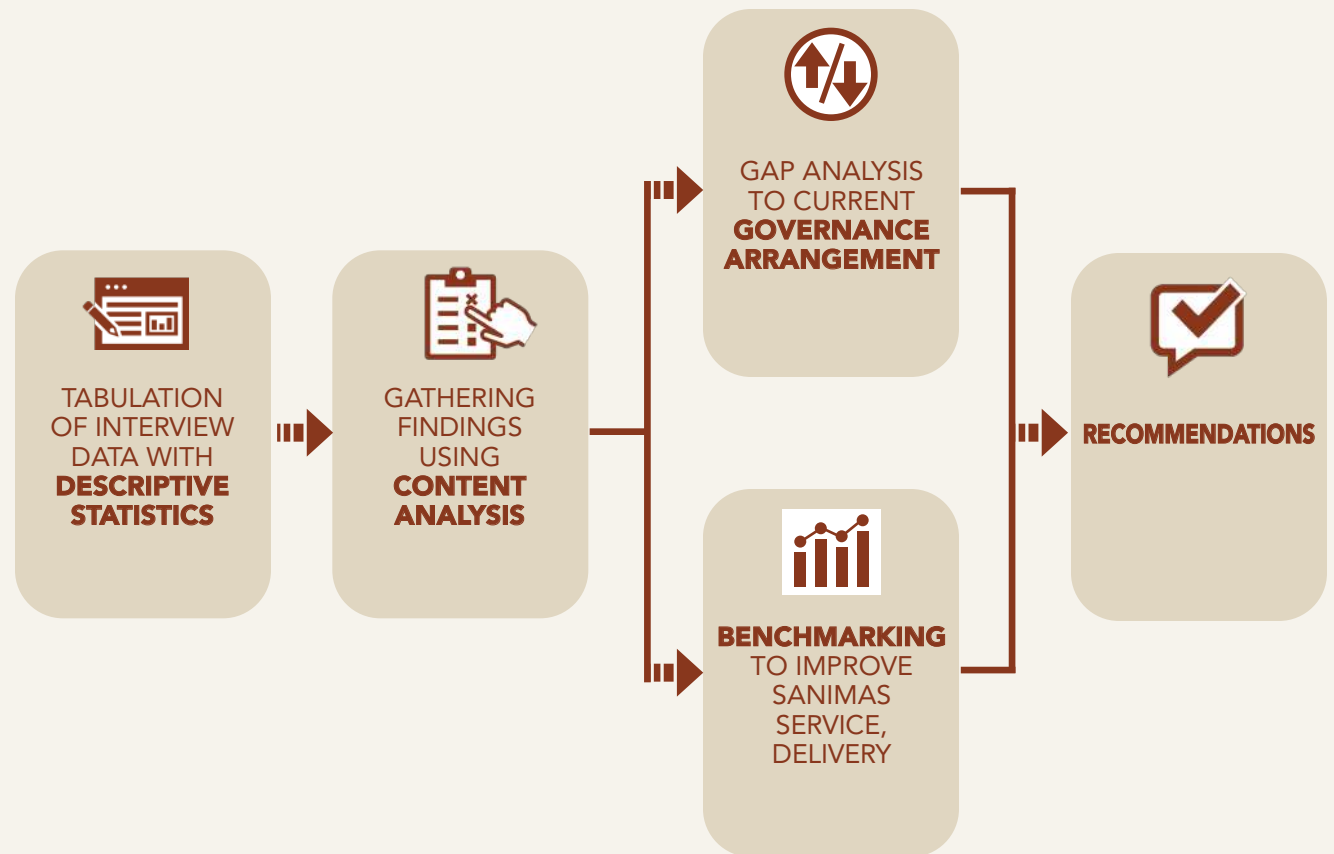 TABULATION
OF INTERVIEW
DATA WITH
DESCRIPTIVE
STATISTICS
GATHERING
FINDINGS
USING
CONTENT
ANALYSIS
GAP ANALYSIS
TO CURRENT
GOVERNANCE
ARRANGEMENT
BENCHMARKING
TO IMPROVE
SANIMAS
SERVICE,
DELIVERY
RECOMMENDATIONS